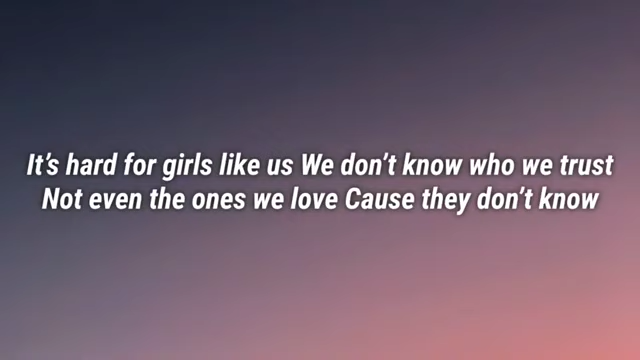 It’s hard for girls like us We don’t know who we trust
Not even the ones we love Cause they don’t know